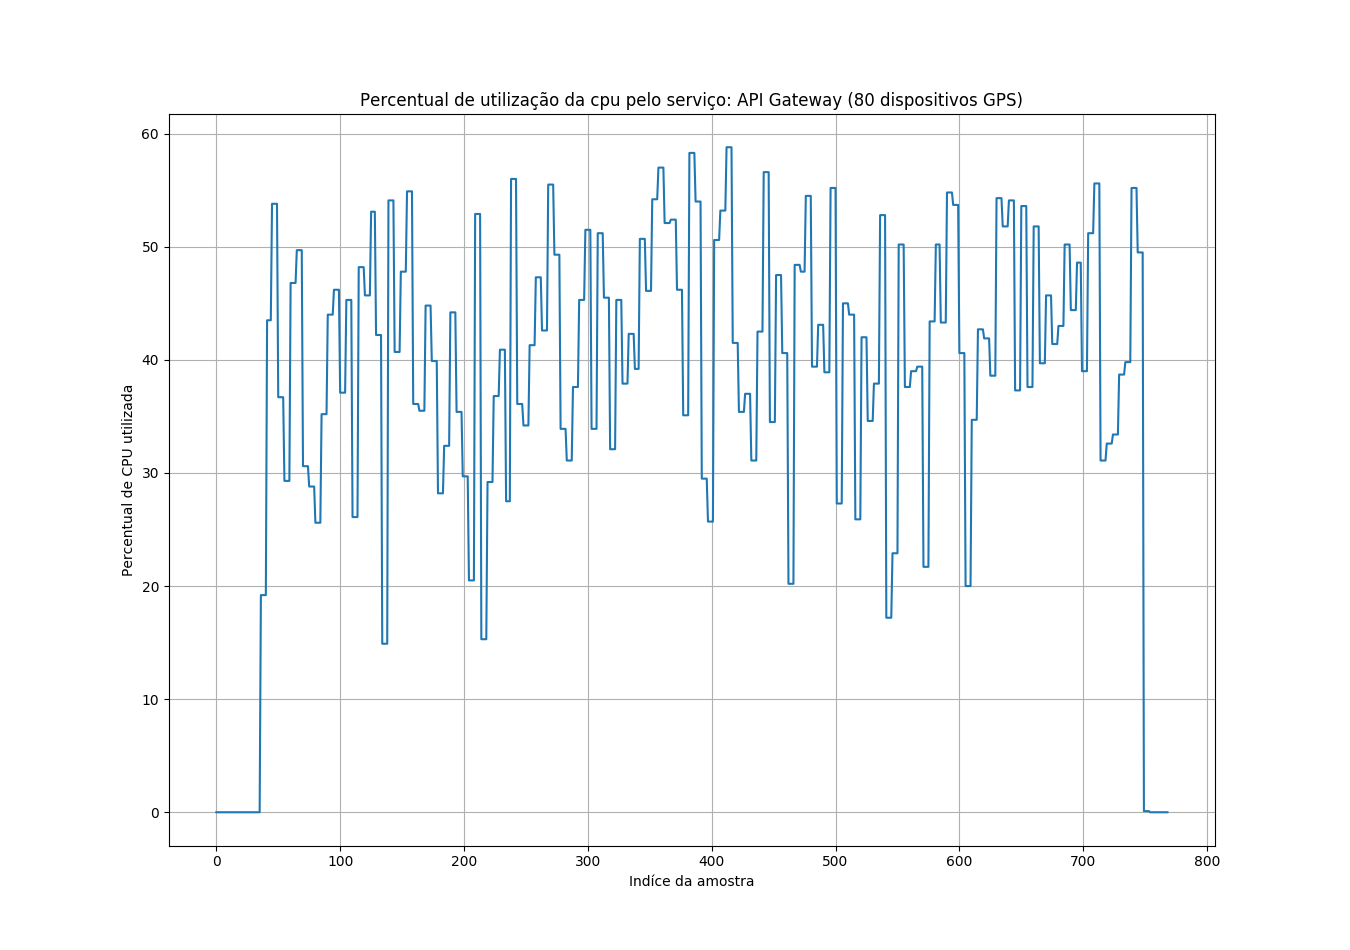 Percentual de utilização da cpu pelo serviço: API Gateway (80 dispositivos GPS)
60
50
40
30
20
10
0
Percentual de CPU utilizada
0 100 200 300 400 500 600 700 800
Indíce da amostra